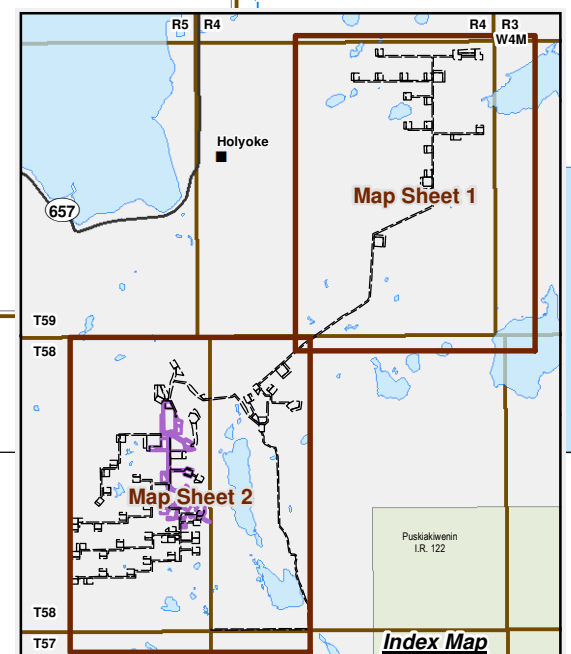 R5 R4
R4 R3
W4M
Holyoke
657
Map Sheet 1
T59
T58
Map Sheet 2
Puskiakiwenin
I.R. 122
T58
T57
Index Map